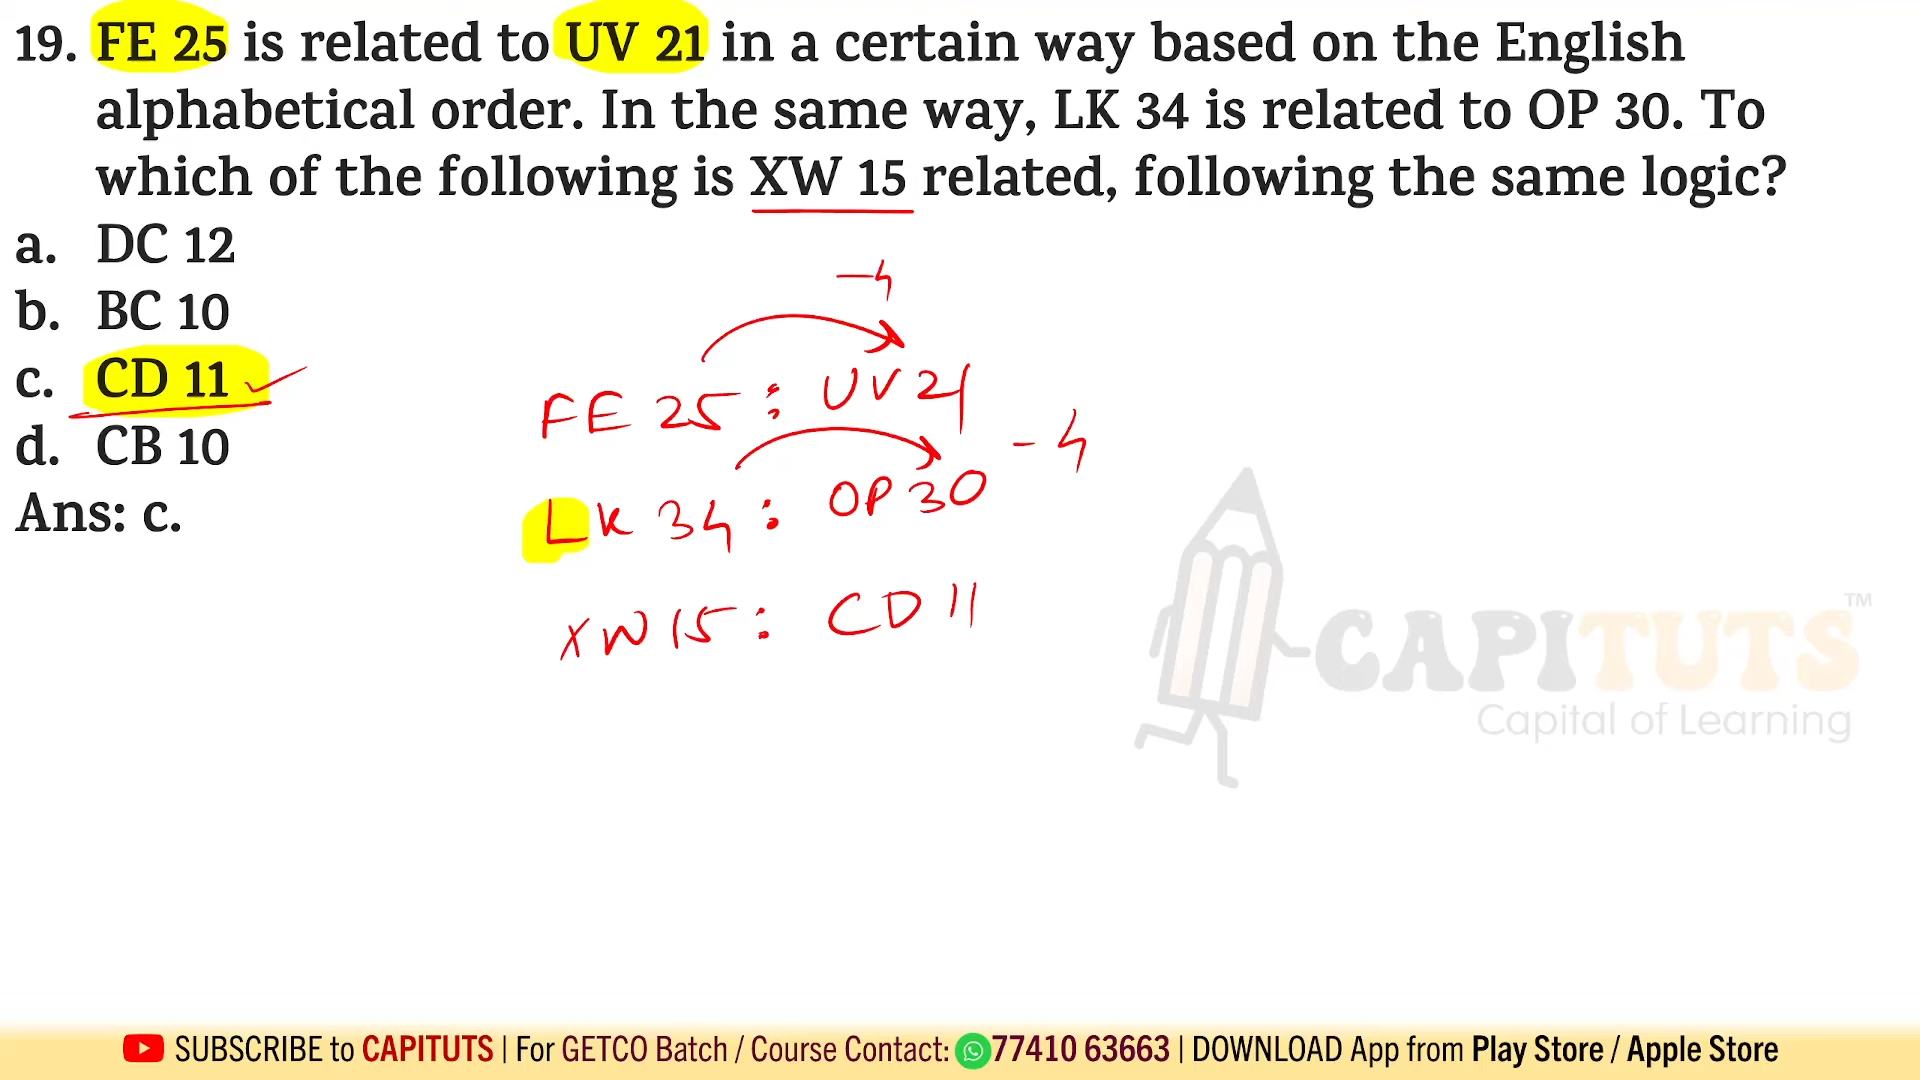 19. FE 25 is related to UV 21 in a certain way based on the English
alphabetical order. In the same way, LK 34 is related to OP 30. To
which of the following is XW 15 related, following the same logic?
a. DC 12
b. BC 10
c. CD 11
d. CB 10
Ans: c.
-4
FE 25 : UV 21
-4
LK 34 : OP 30
XW 15 : CD 11
CAPITUTS™
Capital of Learning
SUBSCRIBE to CAPITUTS | For GETCO Batch / Course Contact: 77410 63663 | DOWNLOAD App from Play Store / Apple Store